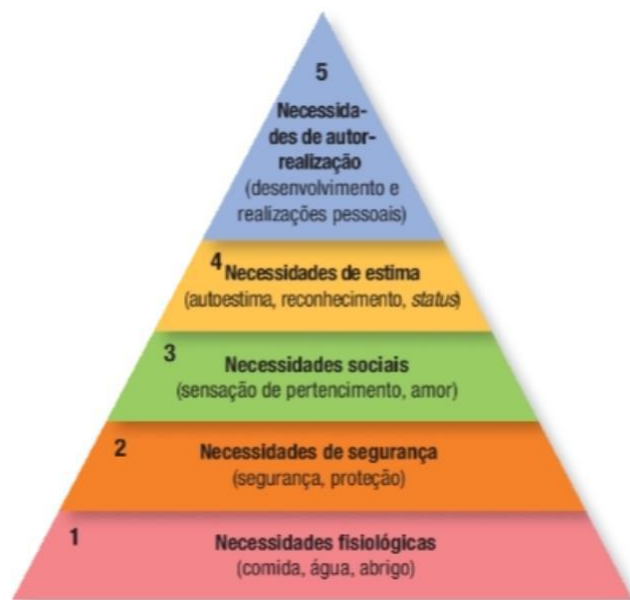 5
Necessida-
des de autor-
realização
(desenvolvimento e
realizações pessoais)
4
Necessidades de estima
(autoestima, reconhecimento, status)
3
Necessidades sociais
(sensação de pertencimento, amor)
2
Necessidades de segurança
(segurança, proteção)
1
Necessidades fisiológicas
(comida, água, abrigo)